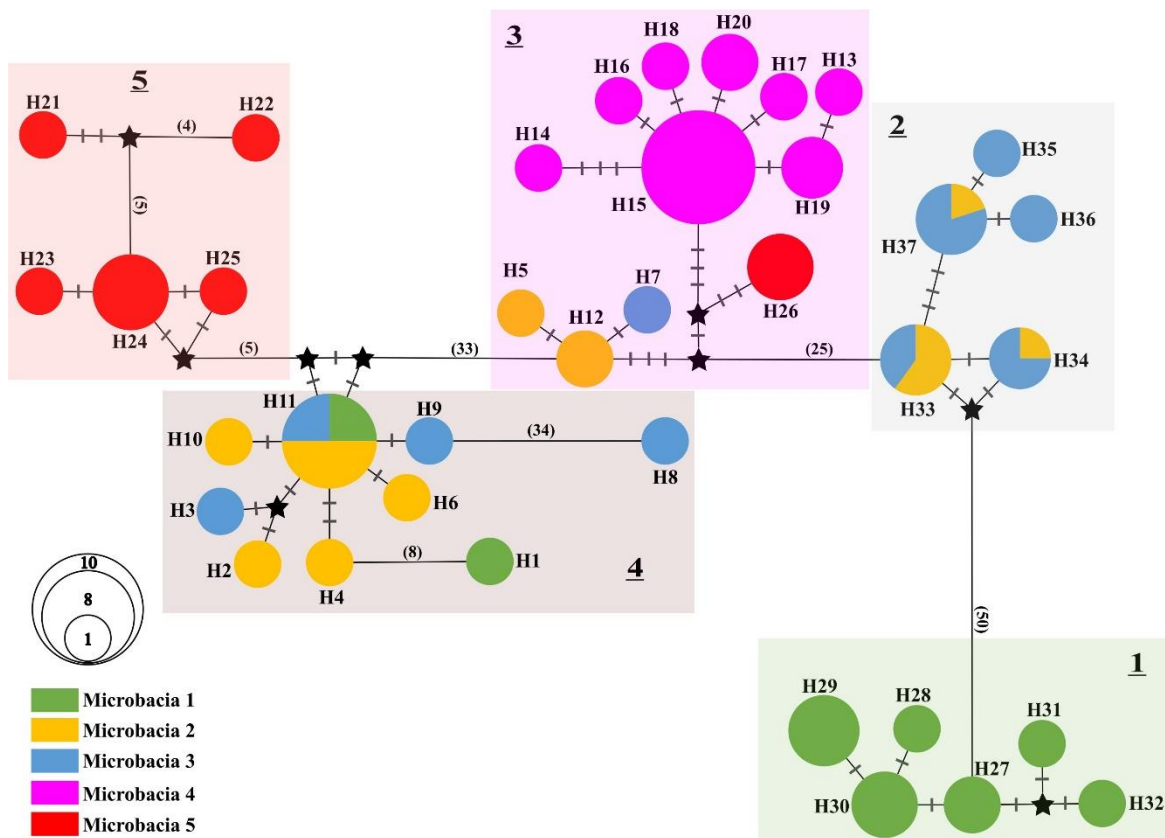 5
H21
H22
(4)
(5)
H23
H25
H24
(5)
3
H18
H20
H16
H17
H13
H14
H15
H19
H5
H7
H12
H26
(33)
(25)
2
H35
H36
H37
H34
H33
H11
H9
H10
(34)
H8
H3
H6
H2
H4
(8)
H1
4
(50)
1
H29
H28
H31
H27
H30
H32
10
8
1
Microbacia 1
Microbacia 2
Microbacia 3
Microbacia 4
Microbacia 5